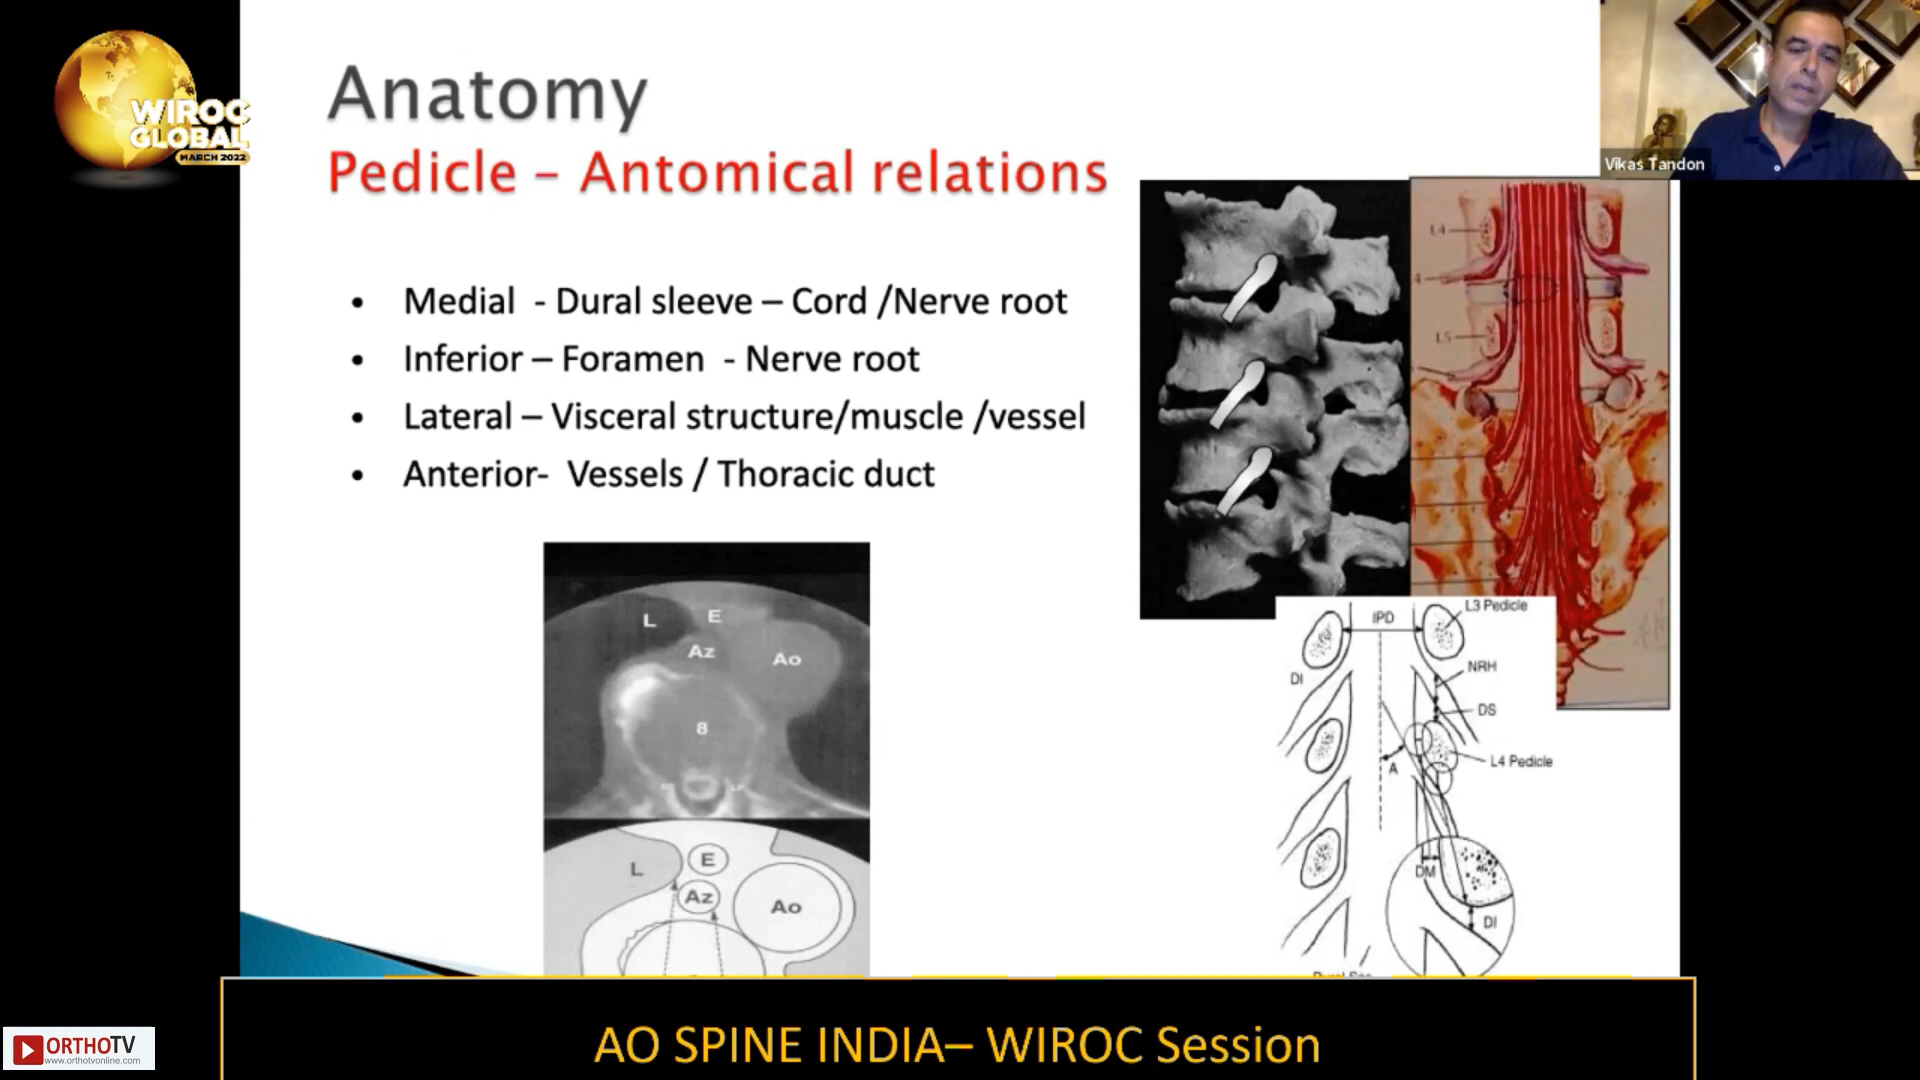 WIROC
GLOBAL
MARCH 2022
Anatomy
Pedicle – Antomical relations
• Medial - Dural sleeve – Cord /Nerve root
• Inferior – Foramen - Nerve root
• Lateral – Visceral structure/muscle /vessel
• Anterior- Vessels / Thoracic duct
Vikas Tandon
L4
4
L5
L
E
Az
Ao
8
L
E
Az
Ao
IPD
L3 Pedicle
NRH
DI
DS
A
L4 Pedicle
DM
DI
AO SPINE INDIA– WIROC Session
ORTHOTV
www.orthotvonline.com